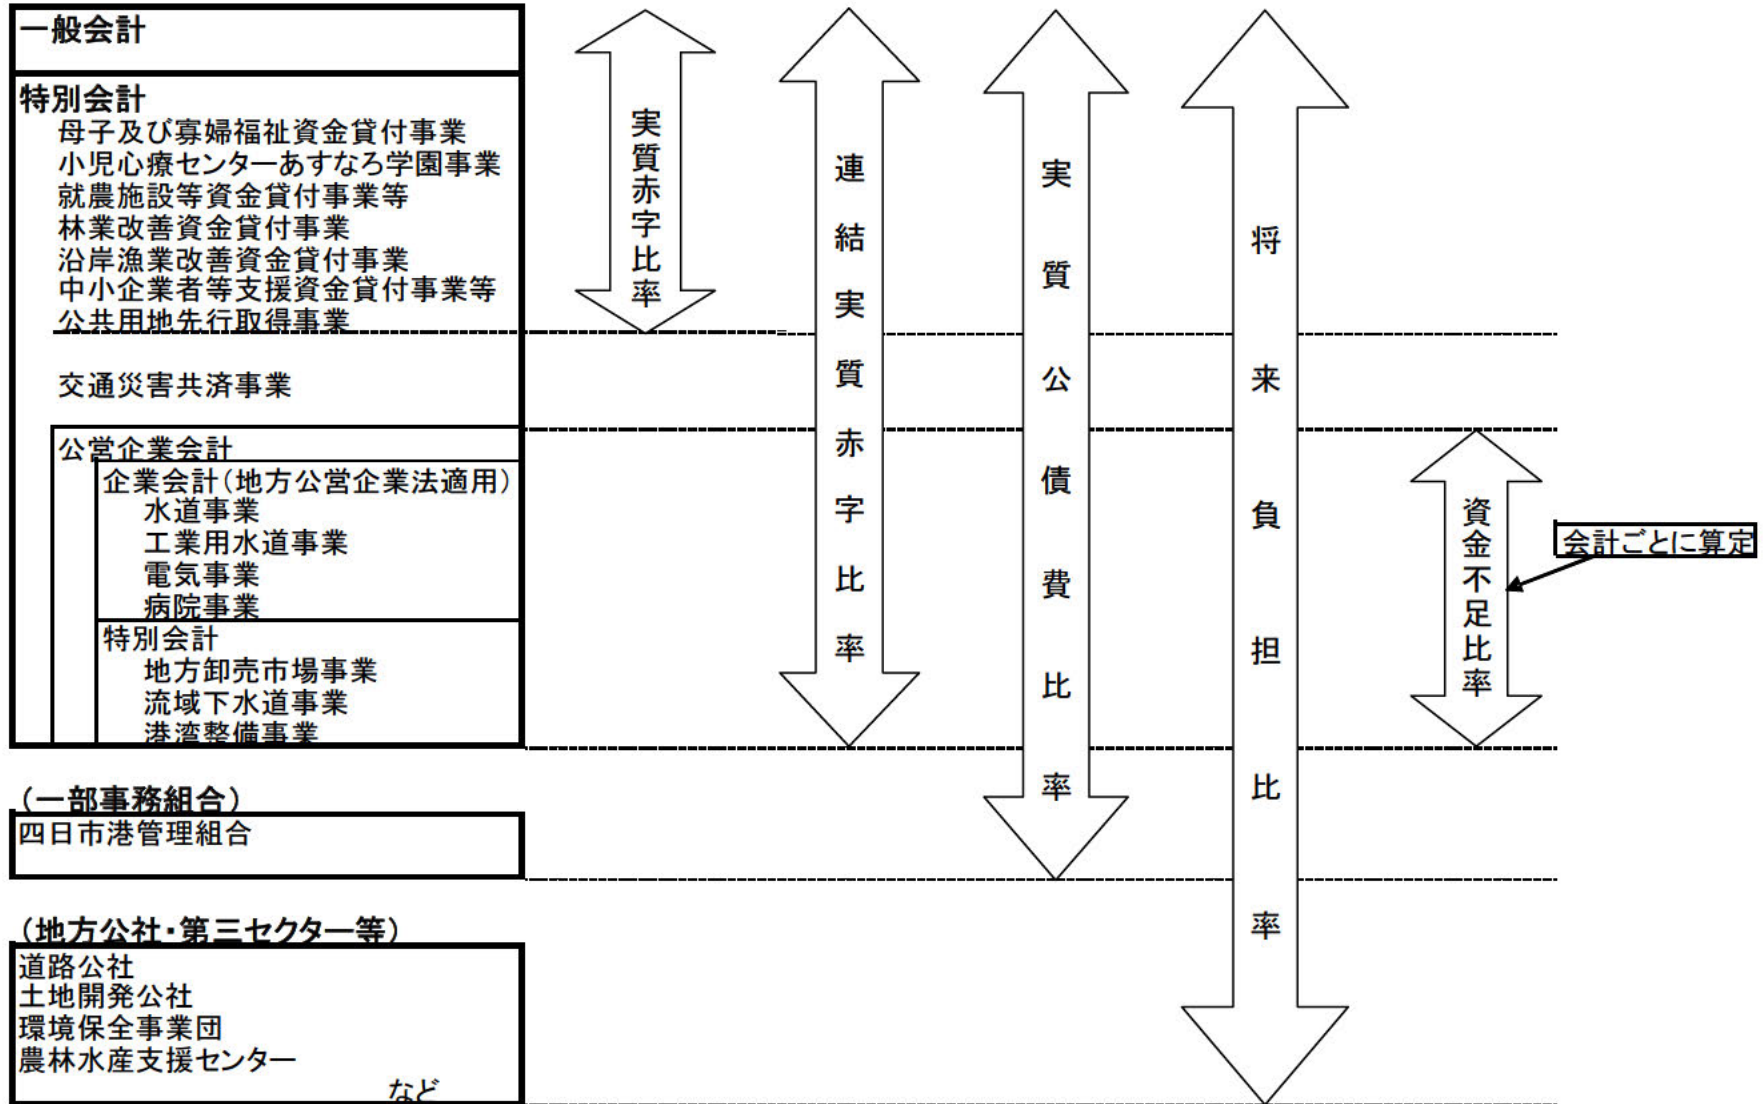 一般会計
特別会計
母子及び寡婦福祉資金貸付事業
小児心療センターあすなろ学園事業
就農施設等資金貸付事業等
林業改善資金貸付事業
沿岸漁業改善資金貸付事業
中小企業者等支援資金貸付事業等
公共用地先行取得事業
交通災害共済事業
公営企業会計
企業会計(地方公営企業法適用)
水道事業
工業用水道事業
電気事業
病院事業
特別会計
地方卸売市場事業
流域下水道事業
港湾整備事業
(一部事務組合)
四日市港管理組合
(地方公社・第三セクター等)
道路公社
土地開発公社
環境保全事業団
農林水産支援センター
など
実質赤字比率
連結実質赤字比率
実質公債費比率
将来負担比率
資金不足比率
会計ごとに算定